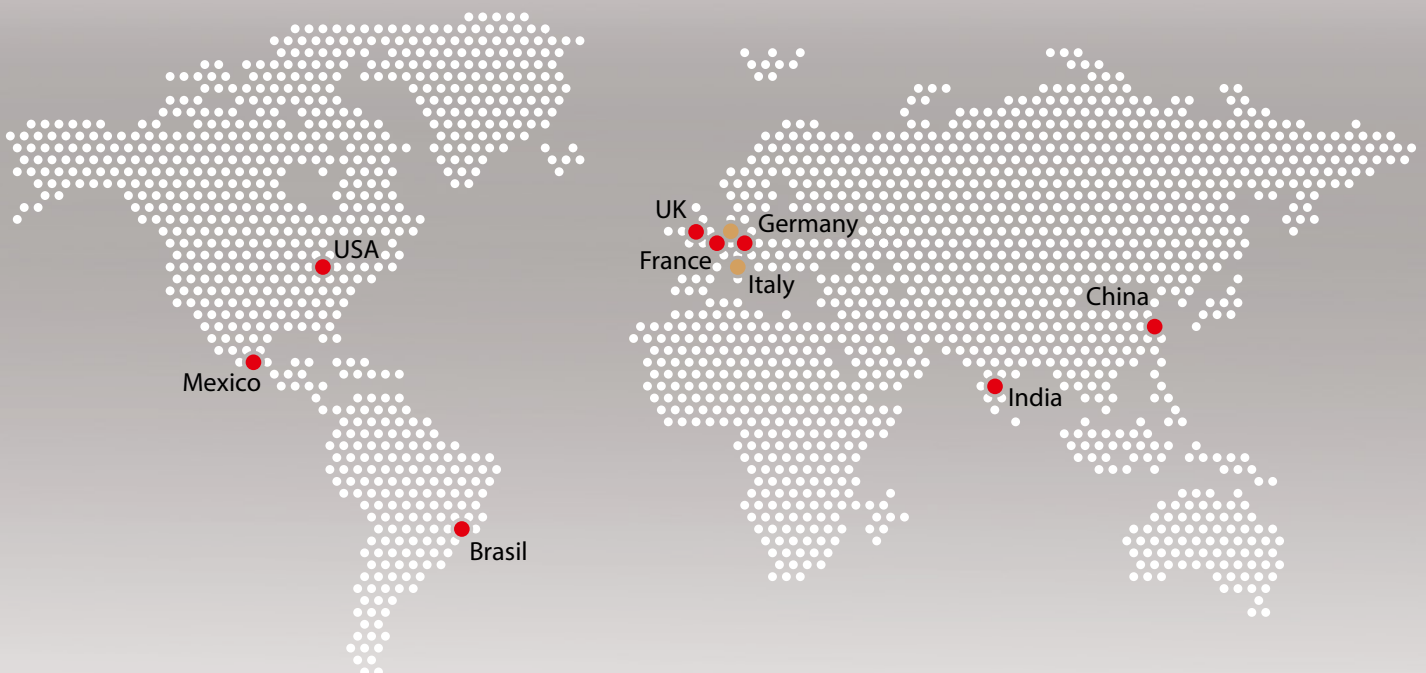 UK
Germany
USA
France
Italy
China
Mexico
India
Brasil